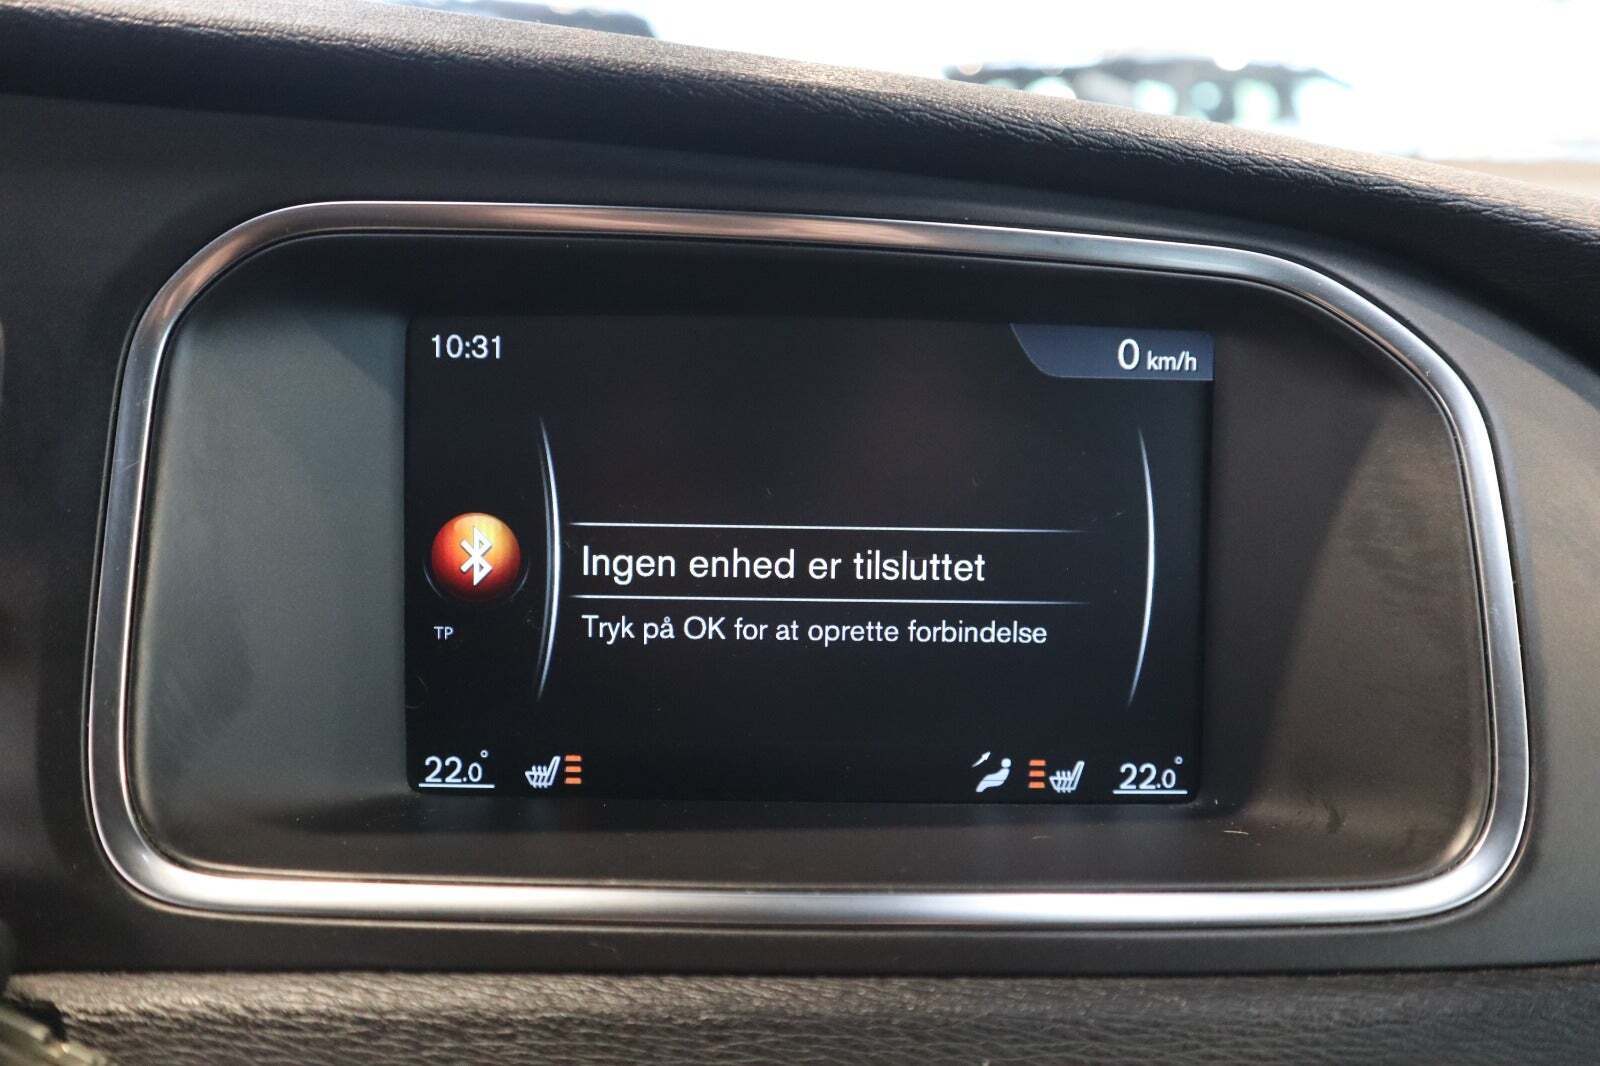 10:31
0 km/h
Ingen enhed er tilsluttet
Tryk på OK for at oprette forbindelse
TP
22.0°
22.0°